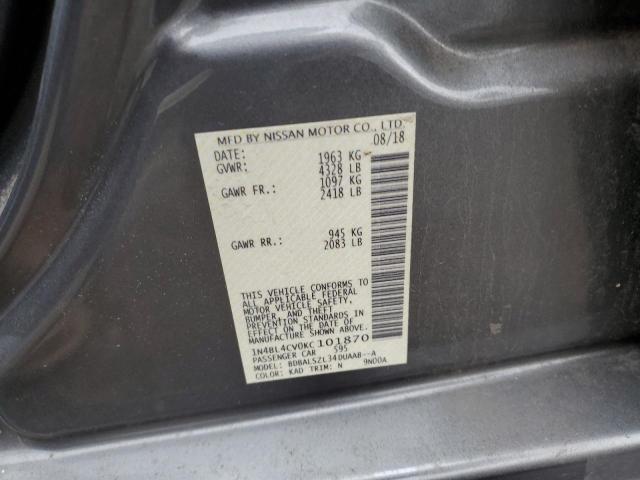 MFD BY NISSAN MOTOR CO., LTD.
DATE: 08/18
GVWR: 1963 KG
4328 LB
GAWR FR.: 1097 KG
2418 LB
GAWR RR.: 945 KG
2083 LB
THIS VEHICLE CONFORMS TO
ALL APPLICABLE FEDERAL
MOTOR VEHICLE SAFETY,
BUMPER, AND THEFT
PREVENTION STANDARDS IN
EFFECT ON THE DATE OF
MANUFACTURE SHOWN ABOVE.
1N4BL4CV0KC101870
PASSENGER CAR S95
MODEL: BDBALSZL34DUAAB--A
COLOR: KAD TRIM: N 9N00A